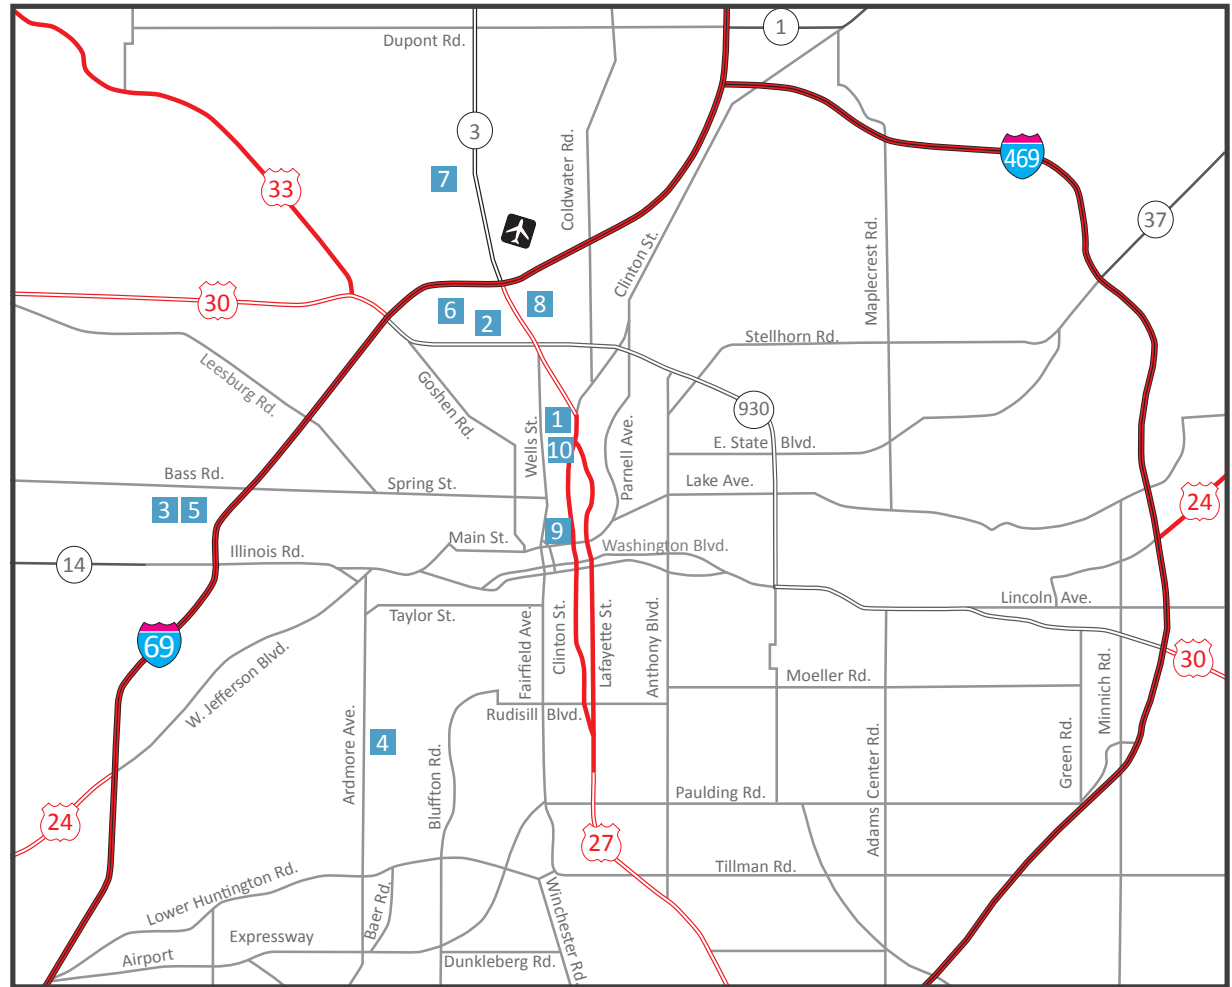 1
Dupont Rd.
3
Coldwater Rd.
469
7
33
Maplecrest Rd.
37
Clinton St.
30
6
2
8
Stellhorn Rd.
Leesburg Rd.
Goshen Rd.
930
1
Wells St.
E. State Blvd.
10
Parnell Ave.
Bass Rd.
Spring St.
Lake Ave.
24
3
5
9
Main St.
Washington Blvd.
Illinois Rd.
14
Lincoln Ave.
Taylor St.
Fairfield Ave.
Clinton St.
Lafayette St.
Anthony Blvd.
69
W. Jefferson Blvd.
30
Moeller Rd.
Minnich Rd.
Rudisill Blvd.
4
Ardmore Ave.
Bluffton Rd.
Green Rd.
Adams Center Rd.
Paulding Rd.
24
27
Tillman Rd.
Lower Huntington Rd.
Baer Rd.
Winchester Rd.
Airport Expressway
Dunkleberg Rd.